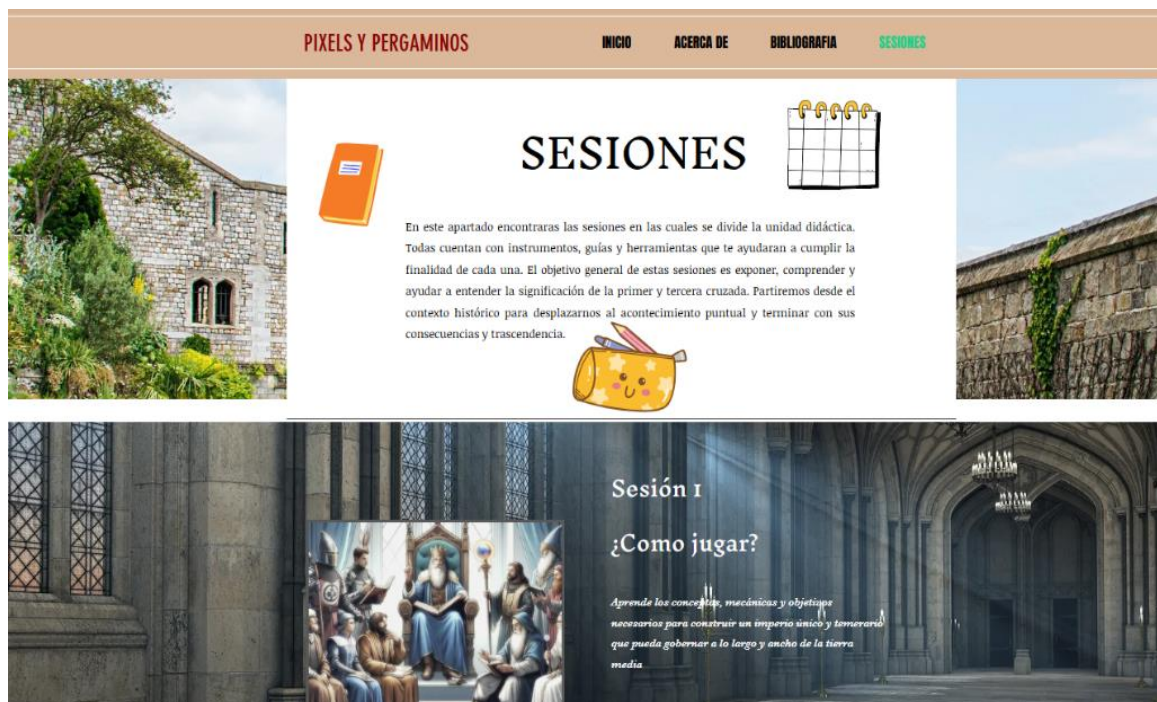 PIXELS Y PERGAMINOS
INICIO ACERCA DE BIBLIOGRAFIA SESIONES
SESIONES
En este apartado encontraras las sesiones en las cuales se divide la unidad didáctica.
Todas cuentan con instrumentos, guías y herramientas que te ayudaran a cumplir la
finalidad de cada una. El objetivo general de estas sesiones es exponer, comprender y
ayudar a entender la significación de la primer y tercera cruzada. Partiremos desde el
contexto histórico para desplazarnos al acontecimiento puntual y terminar con sus
consecuencias y trascendencia.
Sesión 1
¿Como jugar?
Aprende los conceptos, mecánicas y objetivos
necesarios para construir un imperio único y temerario
que pueda gobernar a lo largo y ancho de la tierra
media